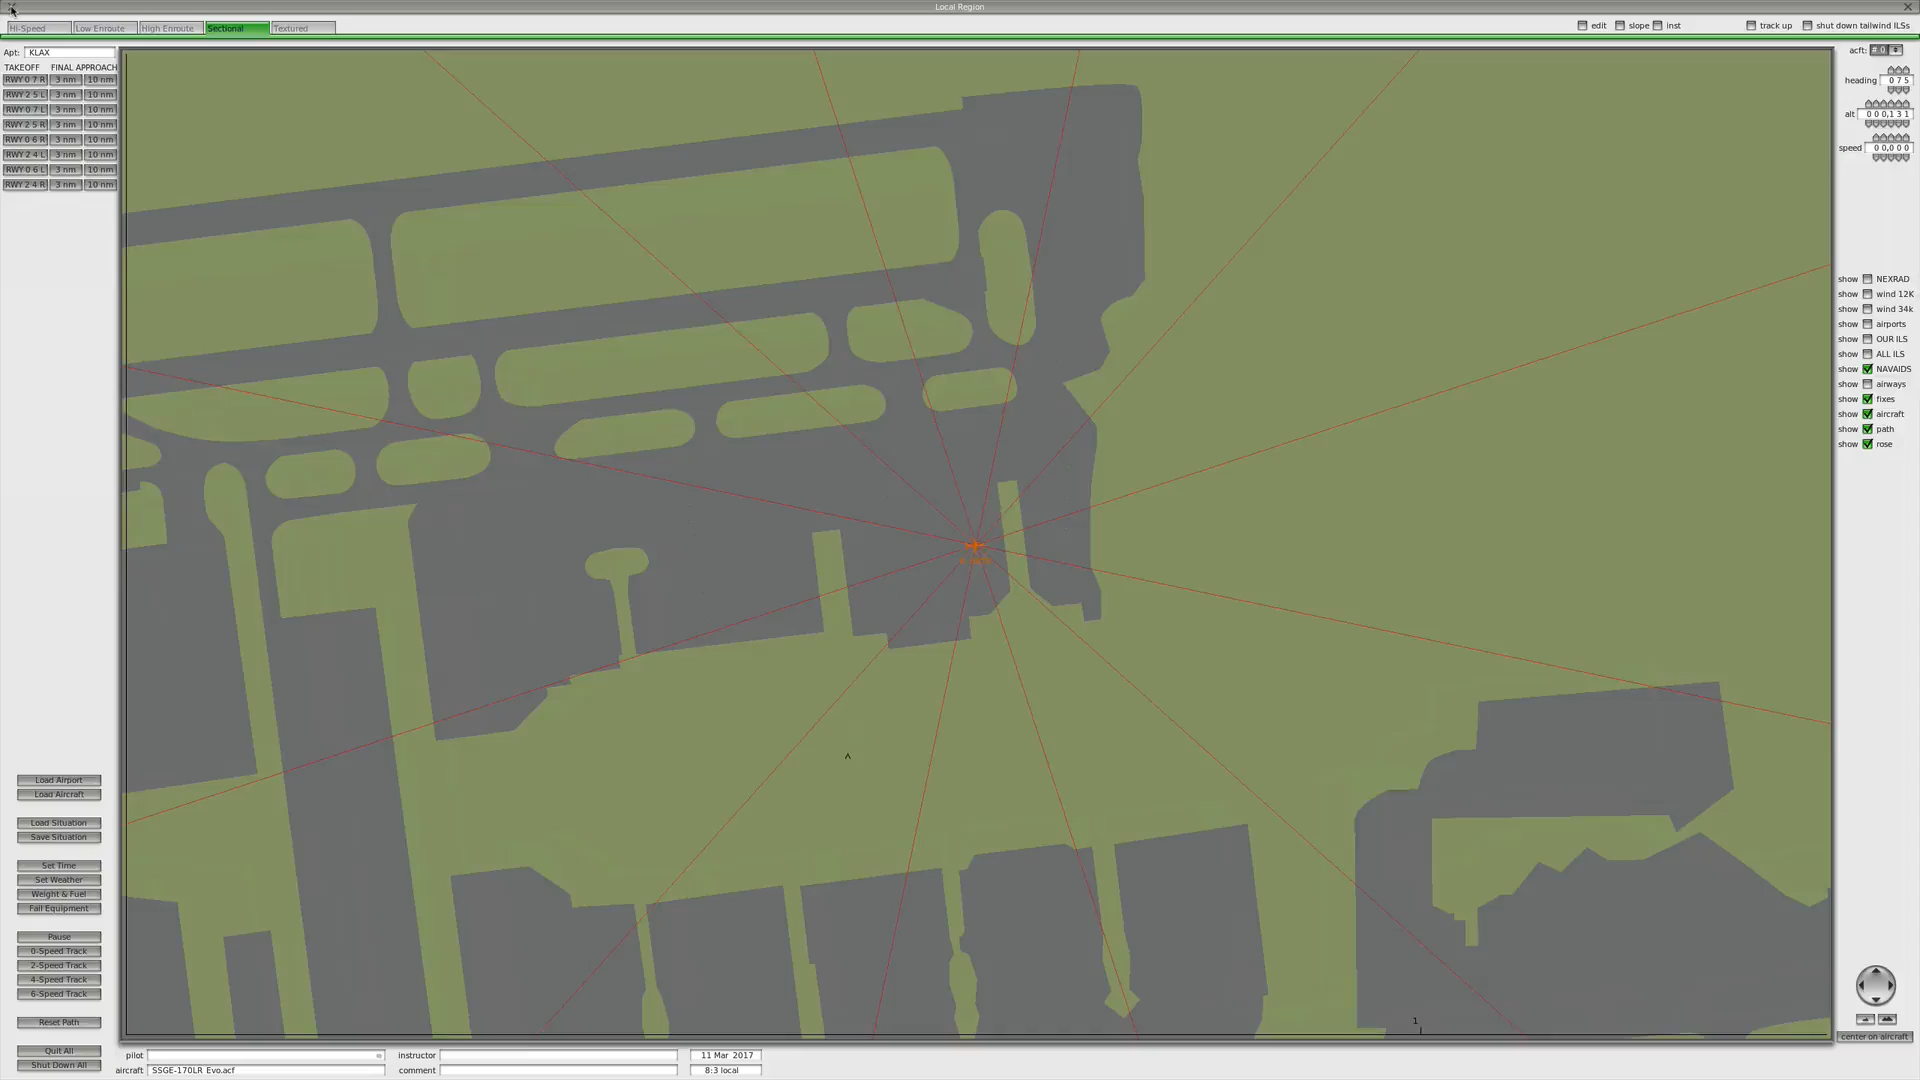 Local Region
Hi-Speed Low Enroute High Enroute Sectional Textured
edit slope inst track up shut down tailwind ILSs
Apt: KLAX
TAKEOFF FINAL APPROACH
RWY 0 7 R 3 nm 10 nm
RWY 2 5 L 3 nm 10 nm
RWY 0 7 L 3 nm 10 nm
RWY 2 5 R 3 nm 10 nm
RWY 0 6 R 3 nm 10 nm
RWY 2 4 L 3 nm 10 nm
RWY 0 6 L 3 nm 10 nm
RWY 2 4 R 3 nm 10 nm
acft: # 0
heading 0 7 5
alt 0 0 0,1 3 1
speed 0 0,0 0 0
show NEXRAD
show wind 12K
show wind 34k
show airports
show OUR ILS
show ALL ILS
show NAVAIDS
show airways
show fixes
show aircraft
show path
show rose
Load Airport
Load Aircraft
Load Situation
Save Situation
Set Time
Set Weather
Weight & Fuel
Fail Equipment
Pause
0-Speed Track
2-Speed Track
4-Speed Track
6-Speed Track
Reset Path
Quit All
Shut Down All
1
center on aircraft
pilot instructor 11 Mar 2017
aircraft SSGE-170LR Evo.acf comment 8:3 local